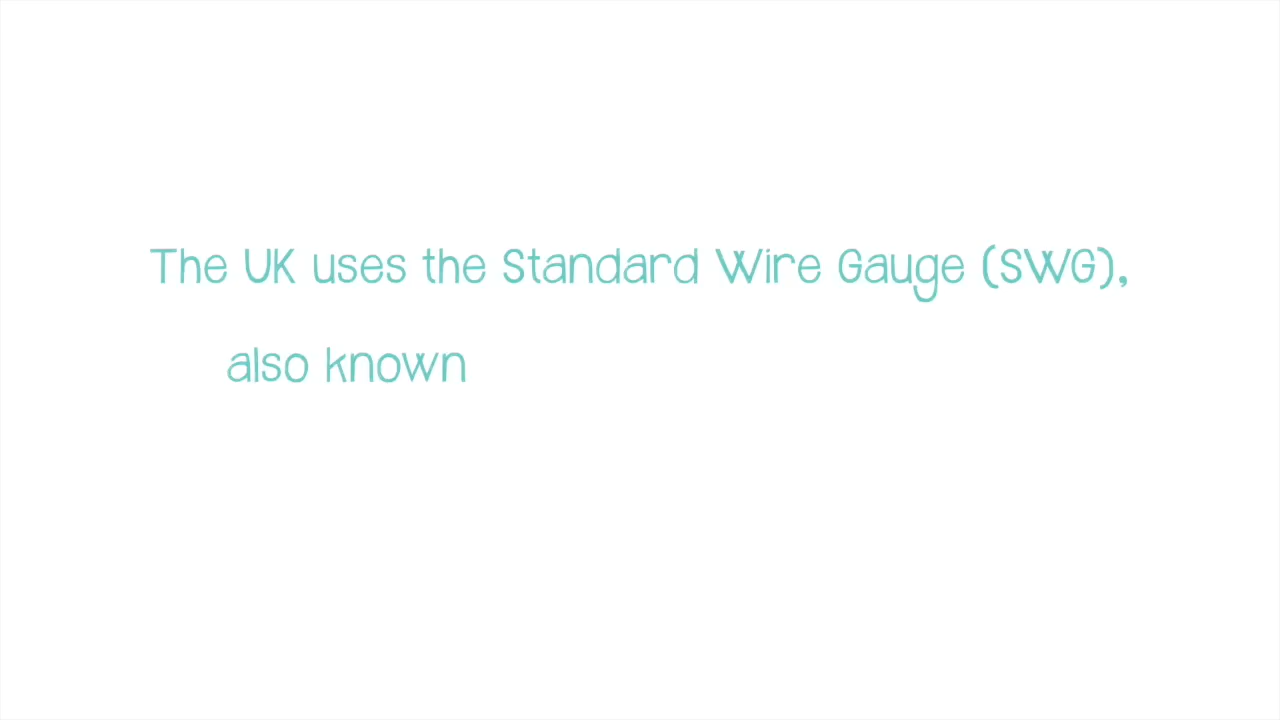 The UK uses the Standard Wire Gauge (SWG),
also known